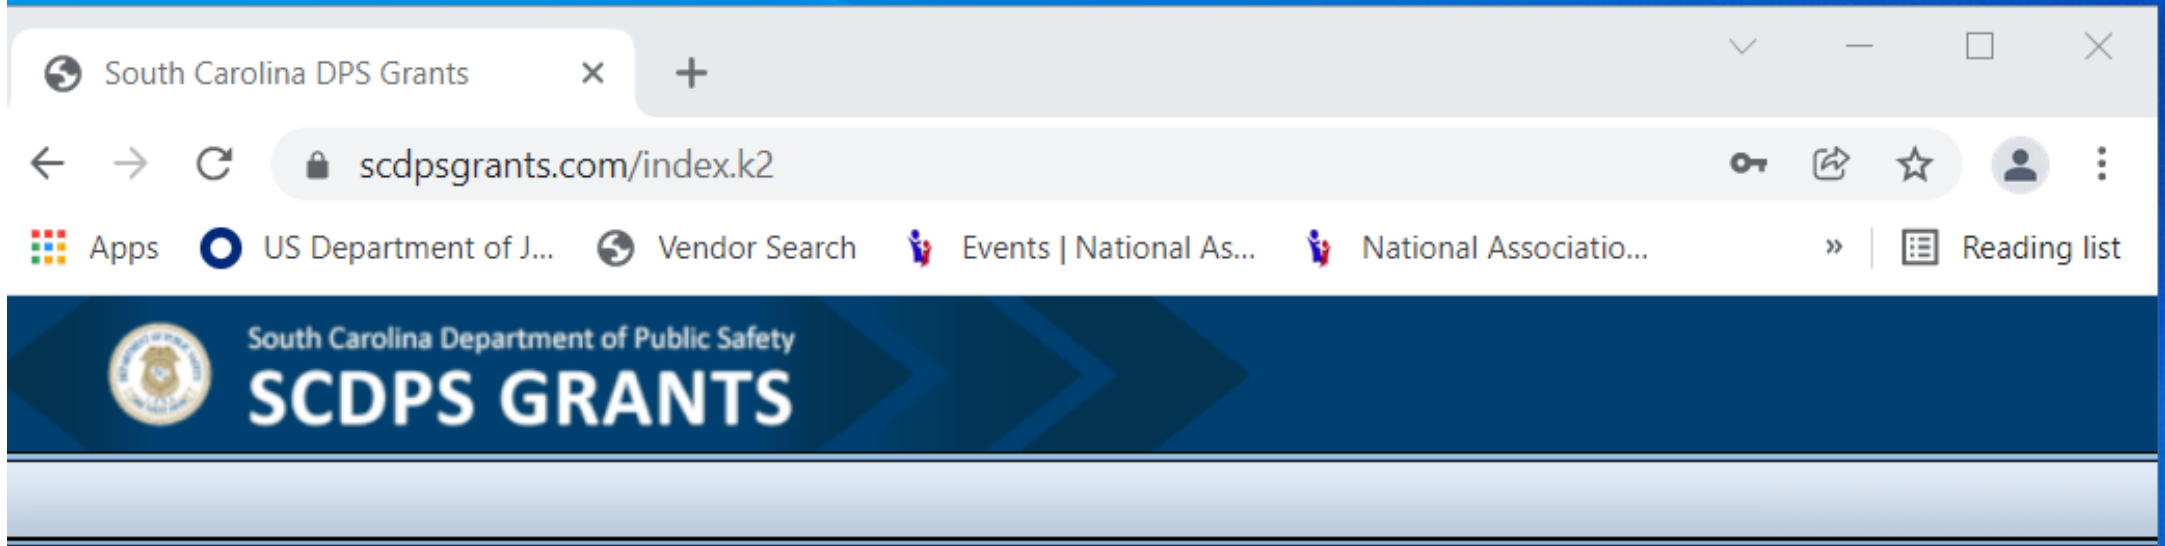 South Carolina DPS Grants
scdpsgrants.com/index.k2
Apps US Department of J... Vendor Search Events | National As... National Associatio... » Reading list
South Carolina Department of Public Safety
SCDPS GRANTS